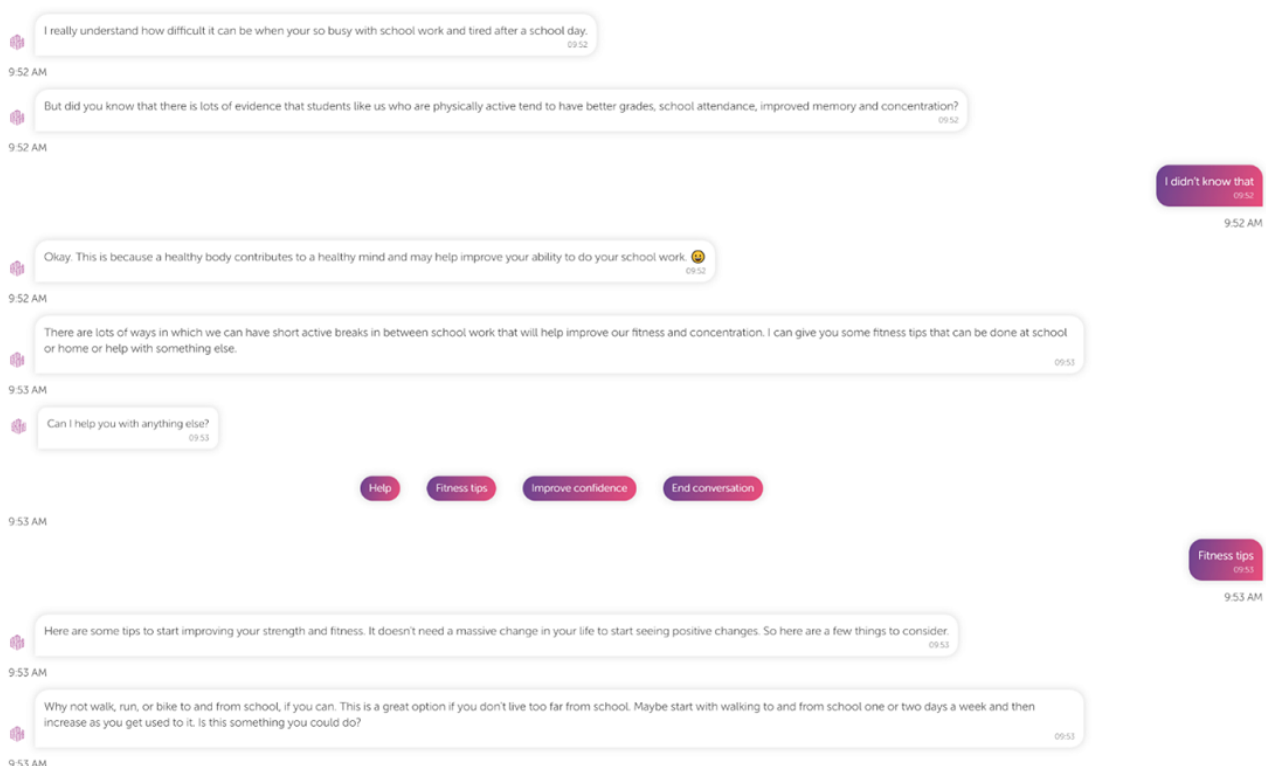 I really understand how difficult it can be when your so busy with school work and tired after a school day.
09:52
9:52 AM
But did you know that there is lots of evidence that students like us who are physically active tend to have better grades, school attendance, improved memory and concentration?
09:52
9:52 AM
I didn't know that
09:52
9:52 AM
Okay. This is because a healthy body contributes to a healthy mind and may help improve your ability to do your school work. 😀
09:52
9:52 AM
There are lots of ways in which we can have short active breaks in between school work that will help improve our fitness and concentration. I can give you some fitness tips that can be done at school
or home or help with something else.
09:53
9:53 AM
Can I help you with anything else?
09:53
Help Fitness tips Improve confidence End conversation
9:53 AM
Fitness tips
09:53
9:53 AM
Here are some tips to start improving your strength and fitness. It doesn't need a massive change in your life to start seeing positive changes. So here are a few things to consider.
09:53
9:53 AM
Why not walk, run, or bike to and from school, if you can. This is a great option if you don't live too far from school. Maybe start with walking to and from school one or two days a week and then
increase as you get used to it. Is this something you could do?
09:53
9:53 AM